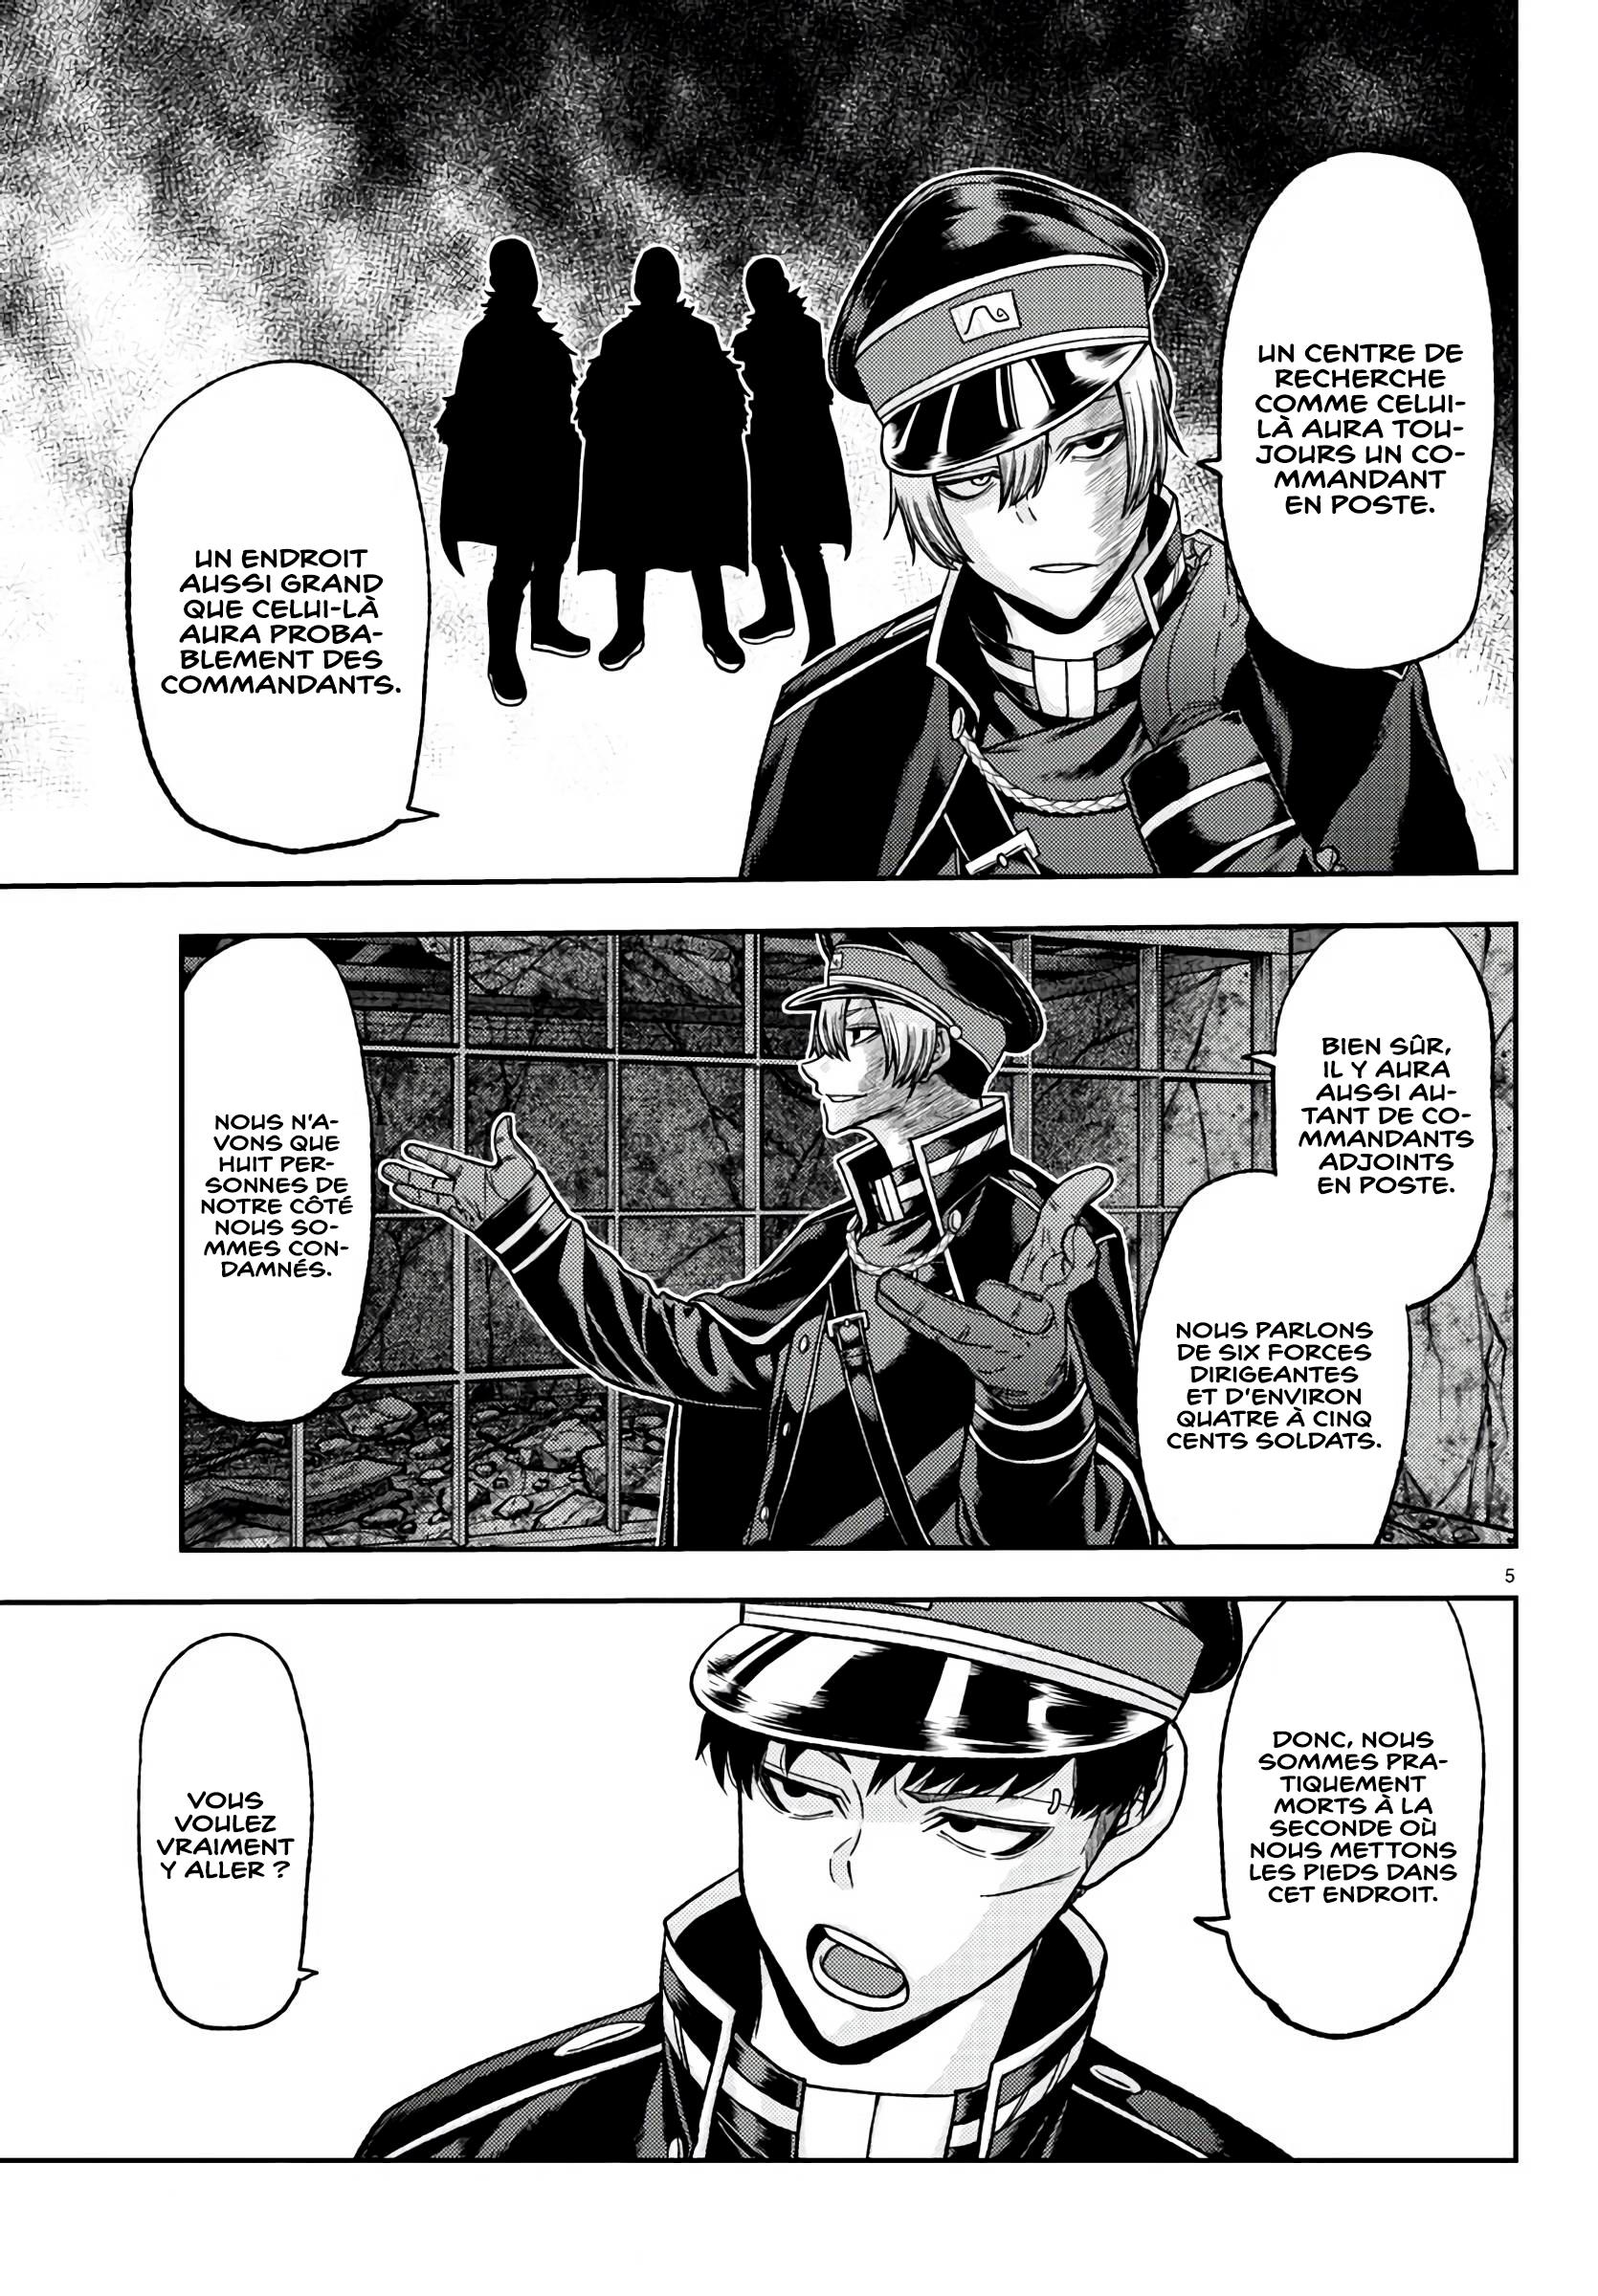 UN CENTRE DE
RECHERCHE
COMME CELUI-
LÀ AURA TOU-
JOURS UN CO-
MMANDANT
EN POSTE.
UN ENDROIT
AUSSI GRAND
QUE CELUI-LÀ
AURA PROBA-
BLEMENT DES
COMMANDANTS.
BIEN SÛR,
IL Y AURA
AUSSI AU-
TANT DE CO-
MMANDANTS
ADJOINTS
EN POSTE.
NOUS PARLONS
DE SIX FORCES
DIRIGEANTES
ET D'ENVIRON
QUATRE À CINQ
CENTS SOLDATS.
NOUS N'A-
VONS QUE
HUIT PER-
SONNES DE
NOTRE CÔTÉ
NOUS SO-
MMES CON-
DAMNÉS.
5
DONC, NOUS
SOMMES PRA-
TIQUEMENT
MORTS À LA
SECONDE OÙ
NOUS METTONS
LES PIEDS DANS
CET ENDROIT.
VOUS
VOULEZ
VRAIMENT
Y ALLER ?